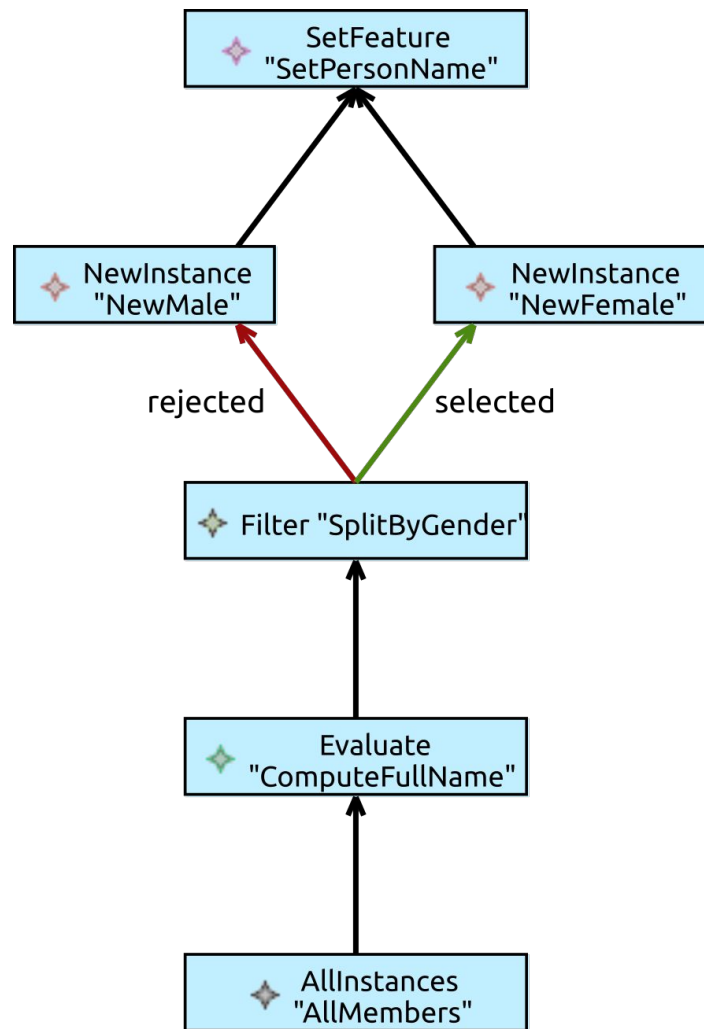 SetFeature
"SetPersonName"
NewInstance
"NewMale"
NewInstance
"NewFemale"
rejected
selected
Filter "SplitByGender"
Evaluate
"ComputeFullName"
AllInstances
"AllMembers"